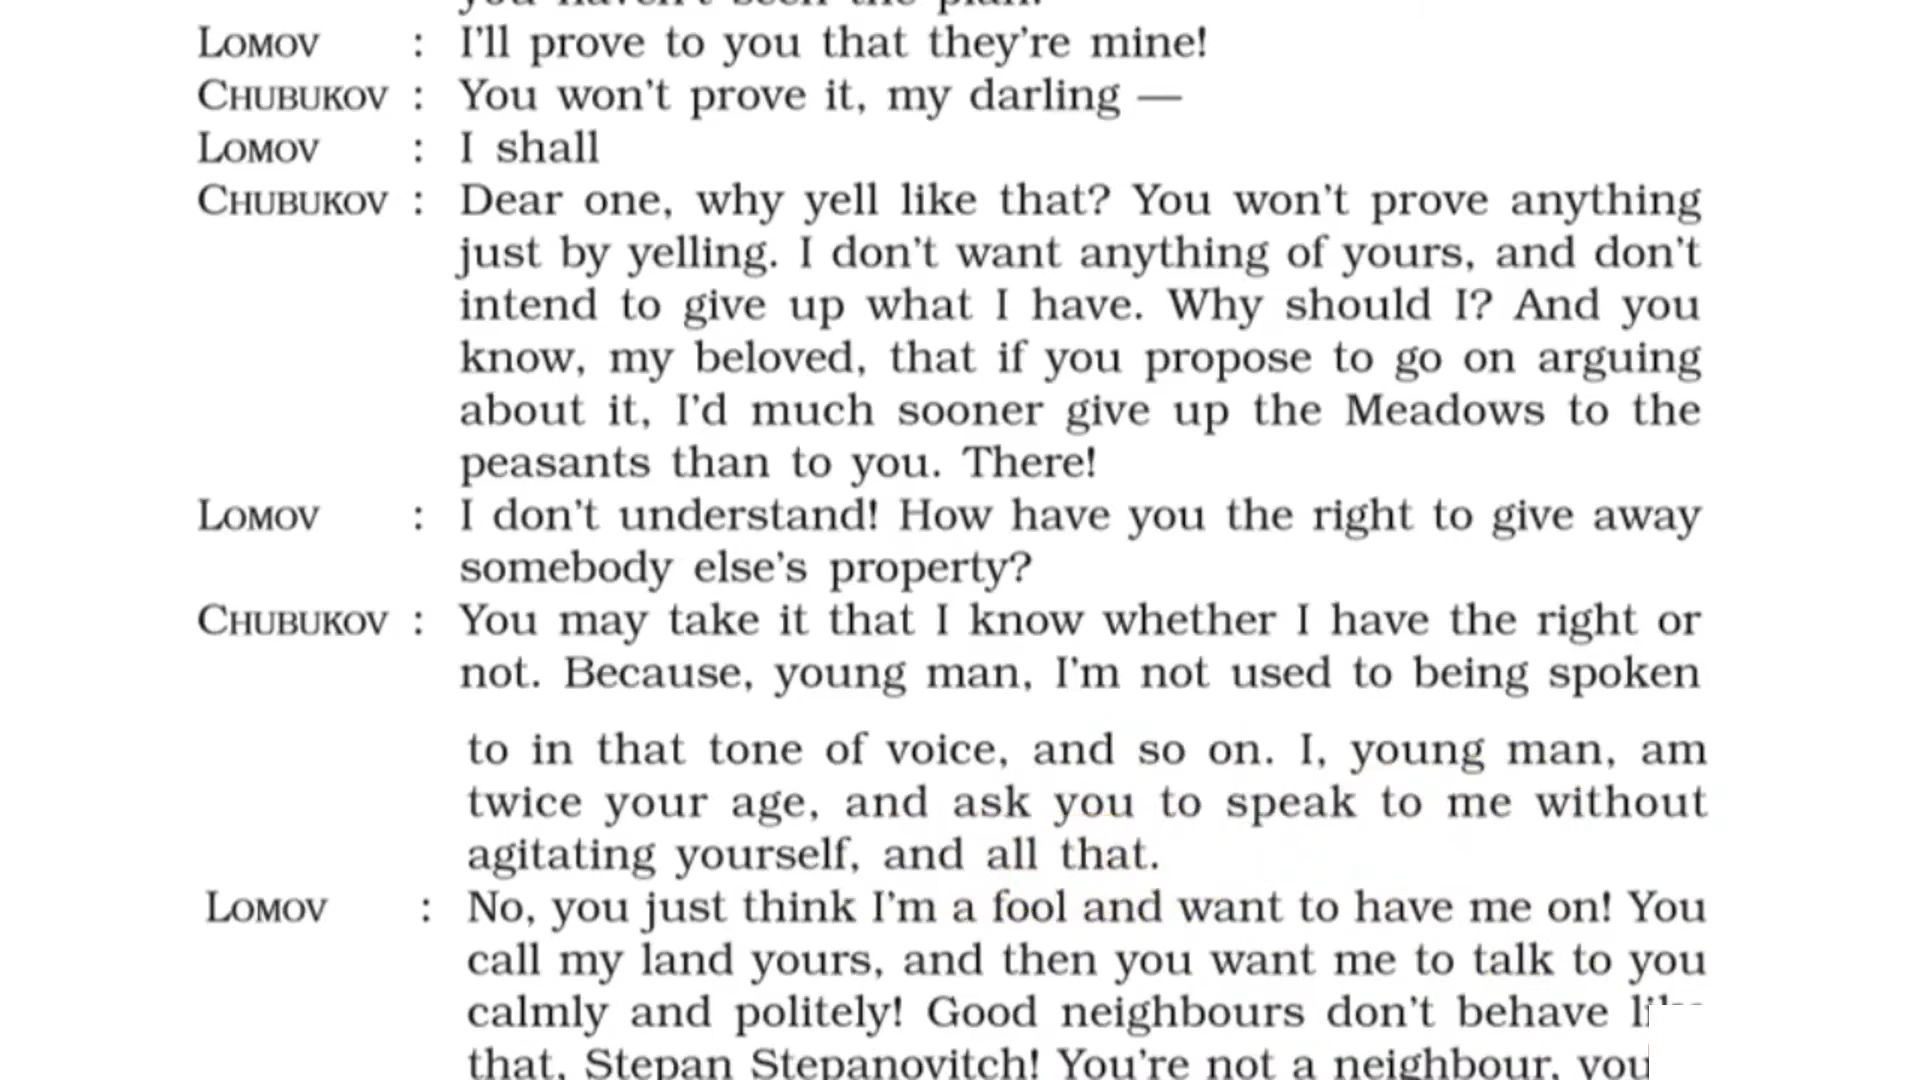 you haven't seen the plan.
LOMOV : I'll prove to you that they're mine!
CHUBUKOV : You won't prove it, my darling —
LOMOV : I shall
CHUBUKOV : Dear one, why yell like that? You won't prove anything
just by yelling. I don't want anything of yours, and don't
intend to give up what I have. Why should I? And you
know, my beloved, that if you propose to go on arguing
about it, I'd much sooner give up the Meadows to the
peasants than to you. There!
LOMOV : I don't understand! How have you the right to give away
somebody else's property?
CHUBUKOV : You may take it that I know whether I have the right or
not. Because, young man, I'm not used to being spoken
to in that tone of voice, and so on. I, young man, am
twice your age, and ask you to speak to me without
agitating yourself, and all that.
LOMOV : No, you just think I'm a fool and want to have me on! You
call my land yours, and then you want me to talk to you
calmly and politely! Good neighbours don't behave
that, Stepan Stepanovitch! You're not a neighbour, you